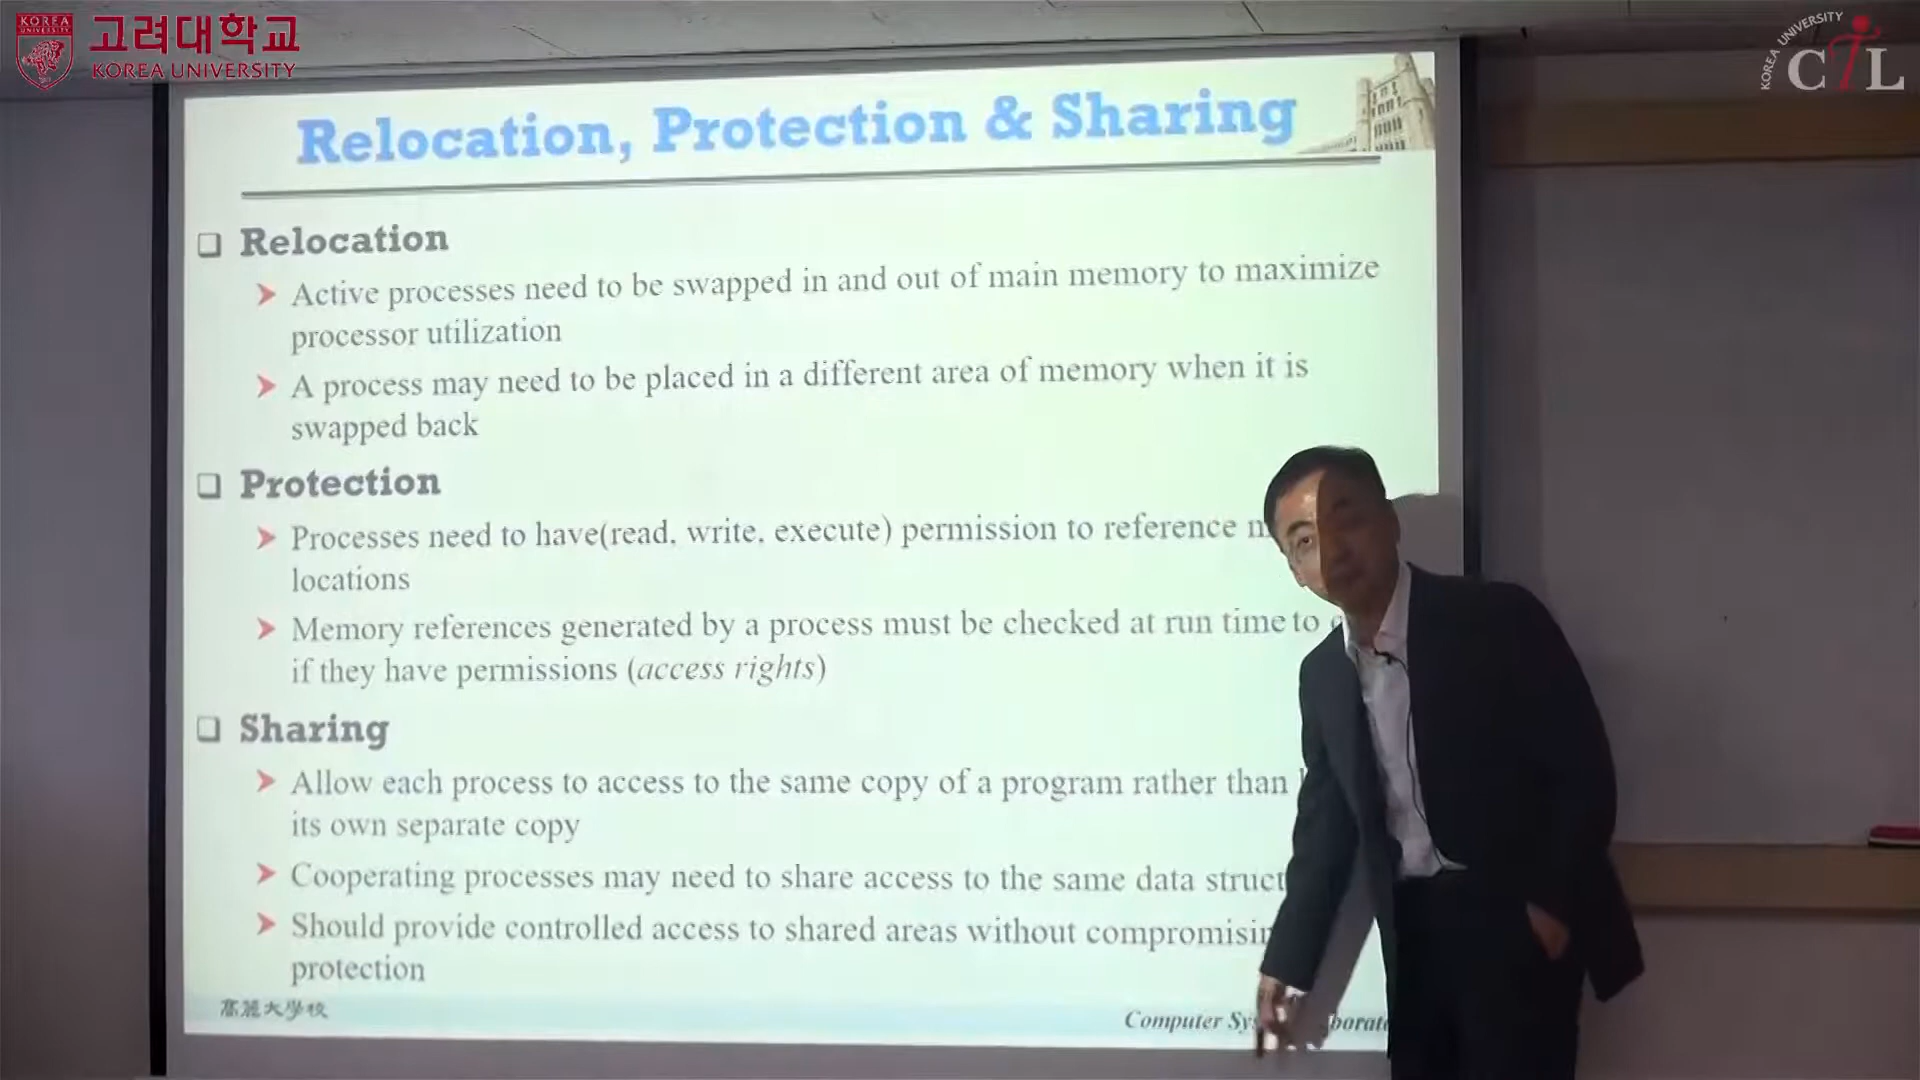 KOREA
UNIVERSITY
고려대학교
KOREA UNIVERSITY
KOREA UNIVERSITY
CTL
Relocation, Protection & Sharing
Relocation
Active processes need to be swapped in and out of main memory to maximize
processor utilization
A process may need to be placed in a different area of memory when it is
swapped back
Protection
Processes need to have(read, write, execute) permission to reference
locations
Memory references generated by a process must be checked at run time to
if they have permissions (access rights)
Sharing
Allow each process to access to the same copy of a program rather than
its own separate copy
Cooperating processes may need to share access to the same data struct
Should provide controlled access to shared areas without compromisin
protection
高麗大學校
Computer Sy borat